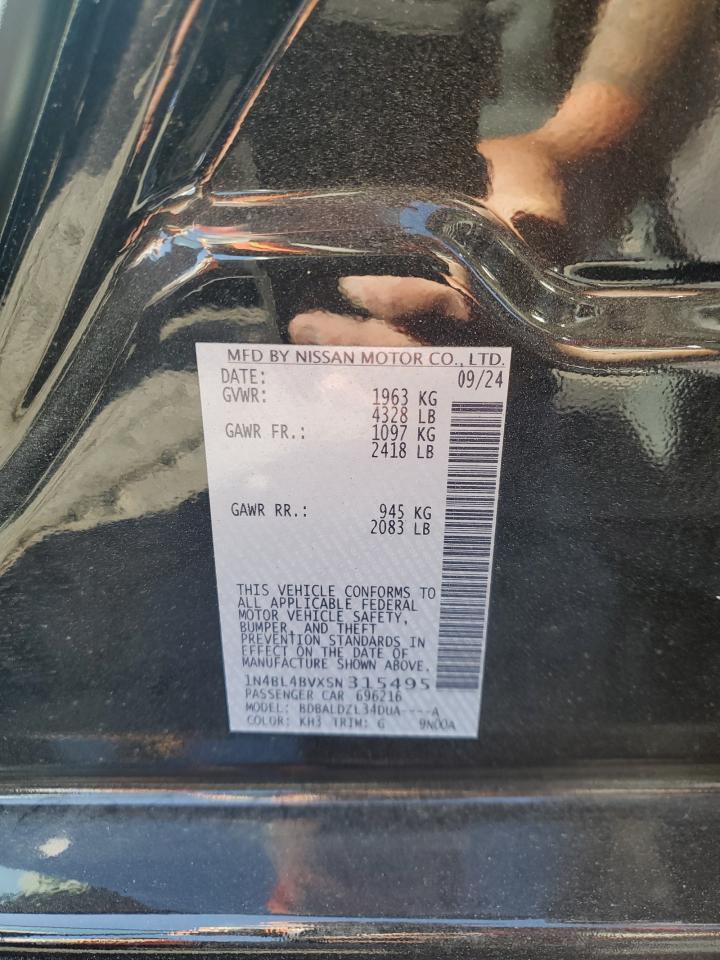 MFD BY NISSAN MOTOR CO., LTD.
DATE: 09/24
GVWR: 1963 KG
4328 LB
GAWR FR.: 1097 KG
2418 LB
GAWR RR.: 945 KG
2083 LB
THIS VEHICLE CONFORMS TO
ALL APPLICABLE FEDERAL
MOTOR VEHICLE SAFETY,
BUMPER, AND THEFT
PREVENTION STANDARDS IN
EFFECT ON THE DATE OF
MANUFACTURE SHOWN ABOVE.
1N4BL4BVXSN315495
PASSENGER CAR 696216
MODEL: BDBALDZL34DUA----A
COLOR: KH3 TRIM: G 9N00A